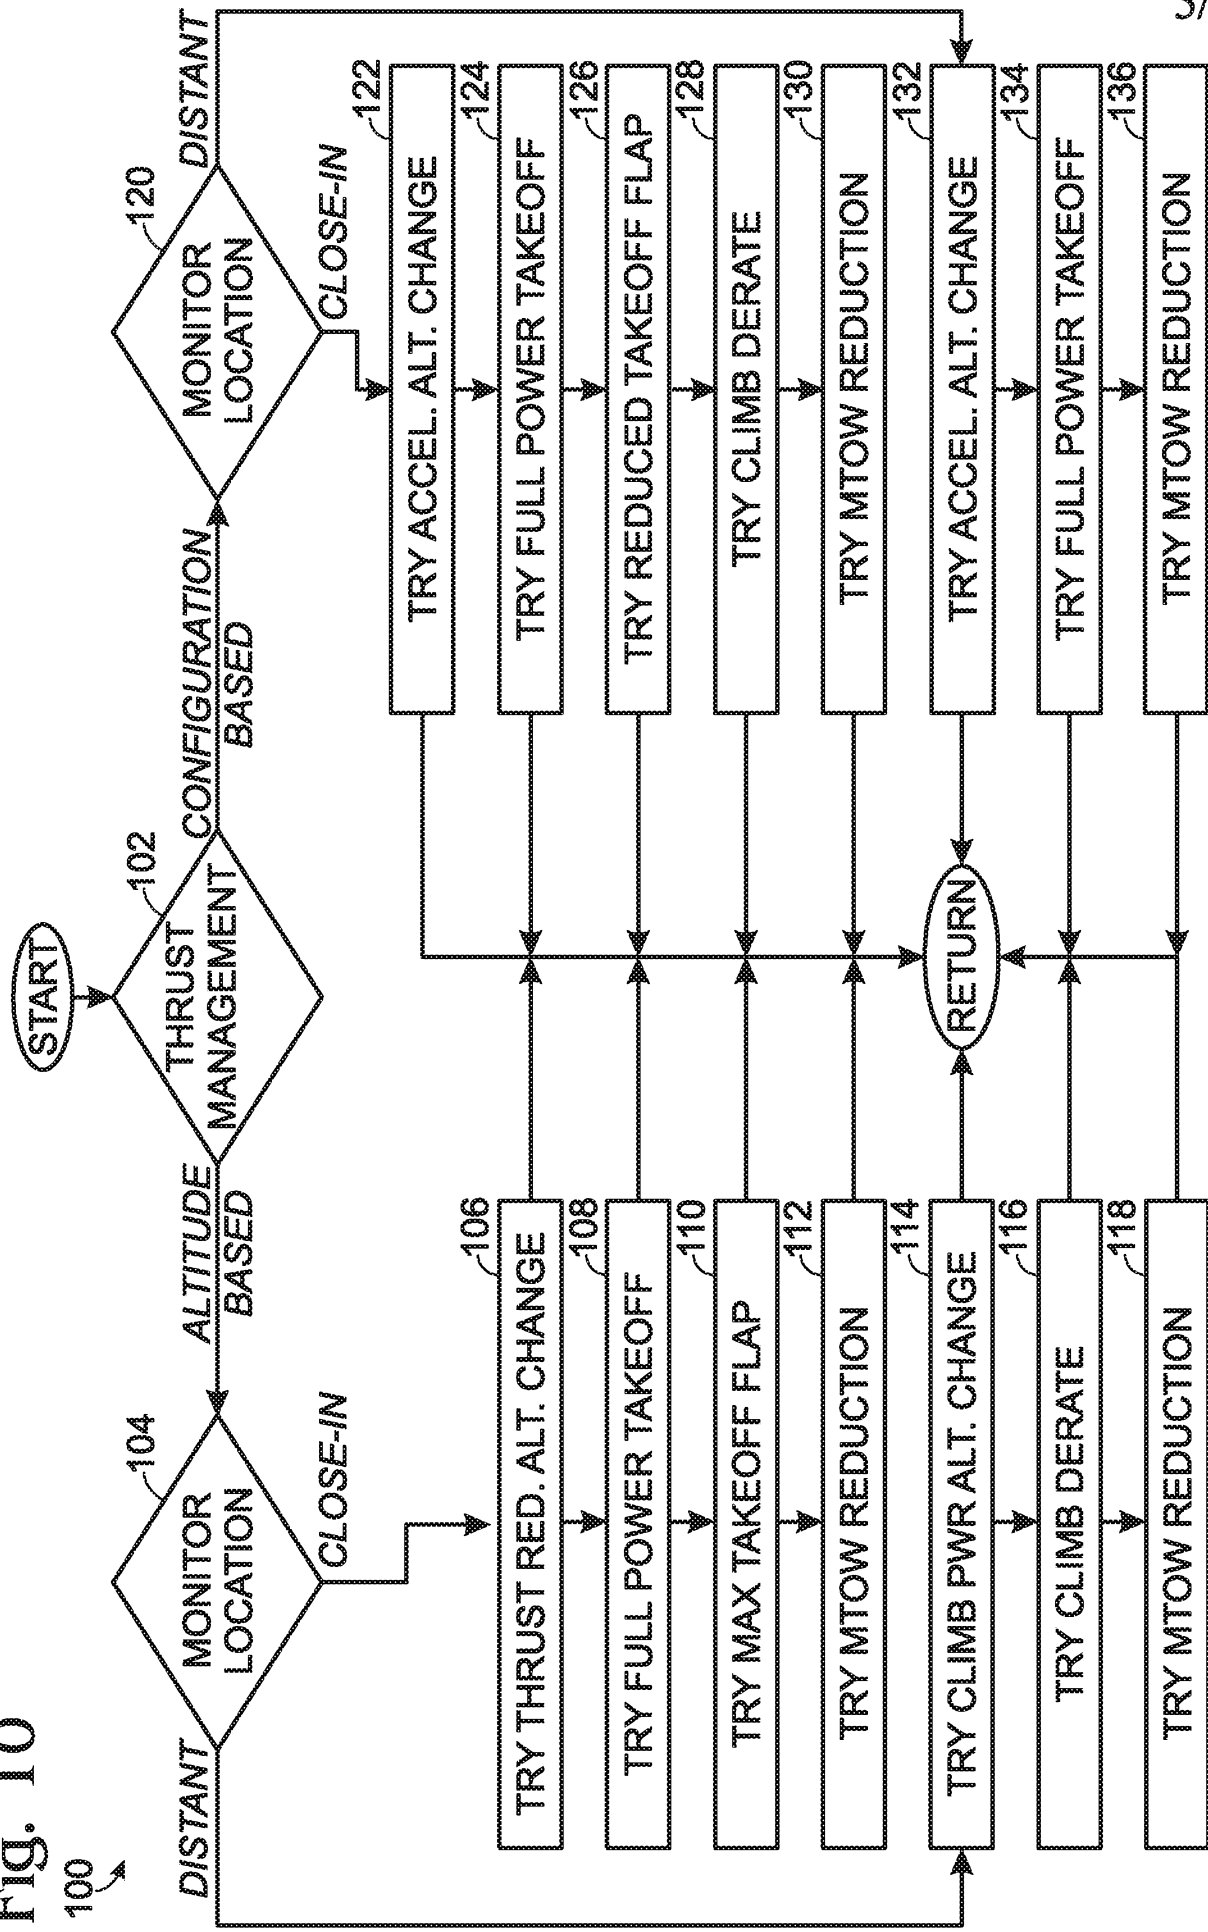 Fig. 10
100
START
THRUST
MANAGEMENT
102
ALTITUDE
BASED
CONFIGURATION
BASED
MONITOR
LOCATION
104
DISTANT
CLOSE-IN
TRY THRUST RED. ALT. CHANGE
106
TRY FULL POWER TAKEOFF
108
TRY MAX TAKEOFF FLAP
110
TRY MTOW REDUCTION
112
TRY CLIMB PWR ALT. CHANGE
114
TRY CLIMB DERATE
116
TRY MTOW REDUCTION
118
MONITOR
LOCATION
120
DISTANT
CLOSE-IN
TRY ACCEL. ALT. CHANGE
122
TRY FULL POWER TAKEOFF
124
TRY REDUCED TAKEOFF FLAP
126
TRY CLIMB DERATE
128
TRY MTOW REDUCTION
130
TRY ACCEL. ALT. CHANGE
132
TRY FULL POWER TAKEOFF
134
TRY MTOW REDUCTION
136
RETURN